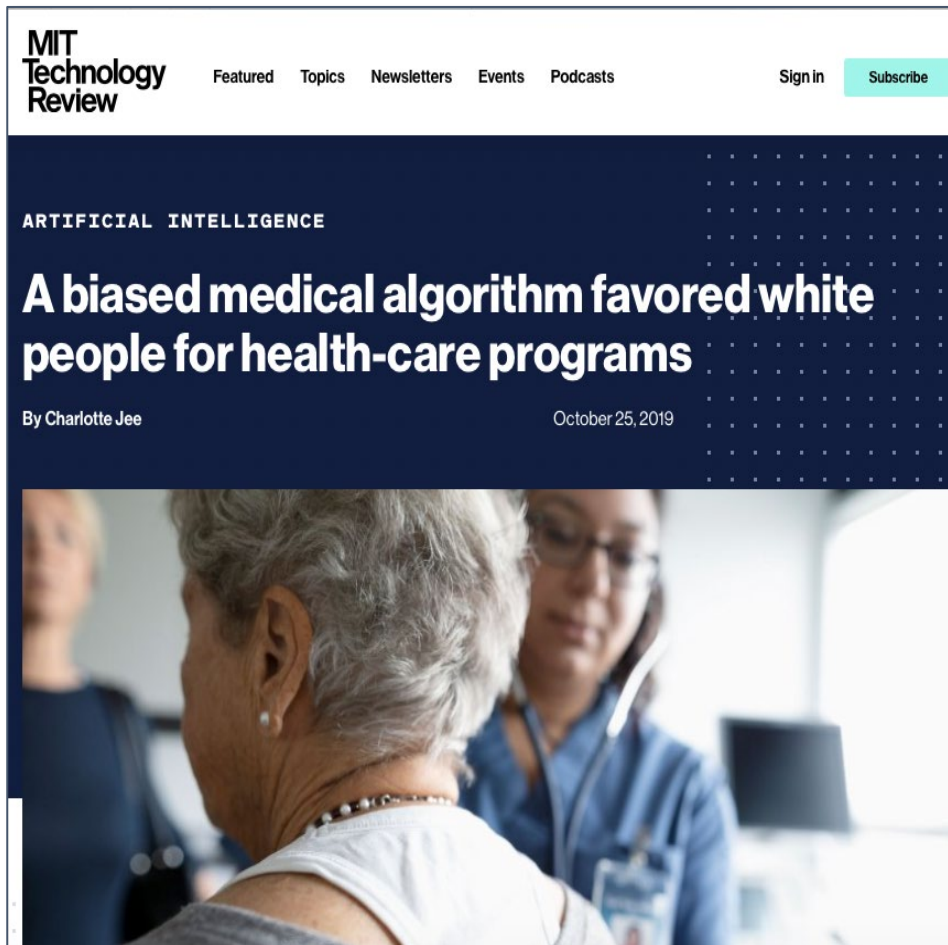 MIT
Technology
Review
Featured Topics Newsletters Events Podcasts Sign in Subscribe
ARTIFICIAL INTELLIGENCE
A biased medical algorithm favored white
people for health-care programs
By Charlotte Jee October 25, 2019